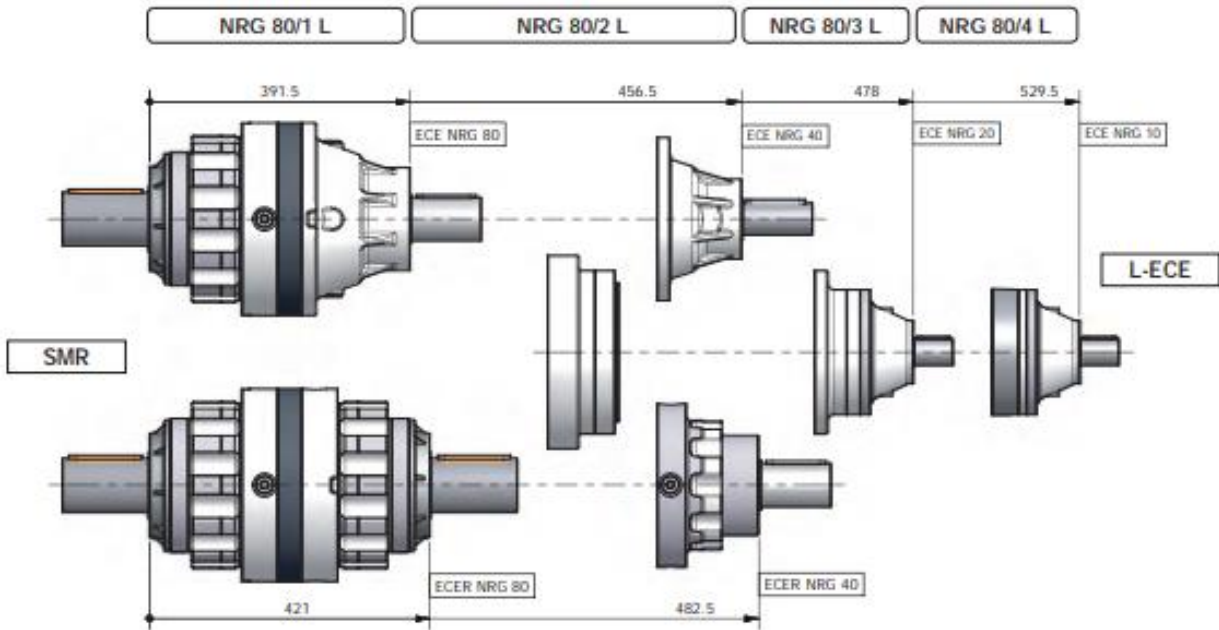 NRG 80/1 L
NRG 80/2 L
NRG 80/3 L
NRG 80/4 L
391.5
456.5
478
529.5
ECE NRG 80
ECE NRG 40
ECE NRG 20
ECE NRG 10
L-ECE
SMR
ECER NRG 80
ECER NRG 40
421
482.5